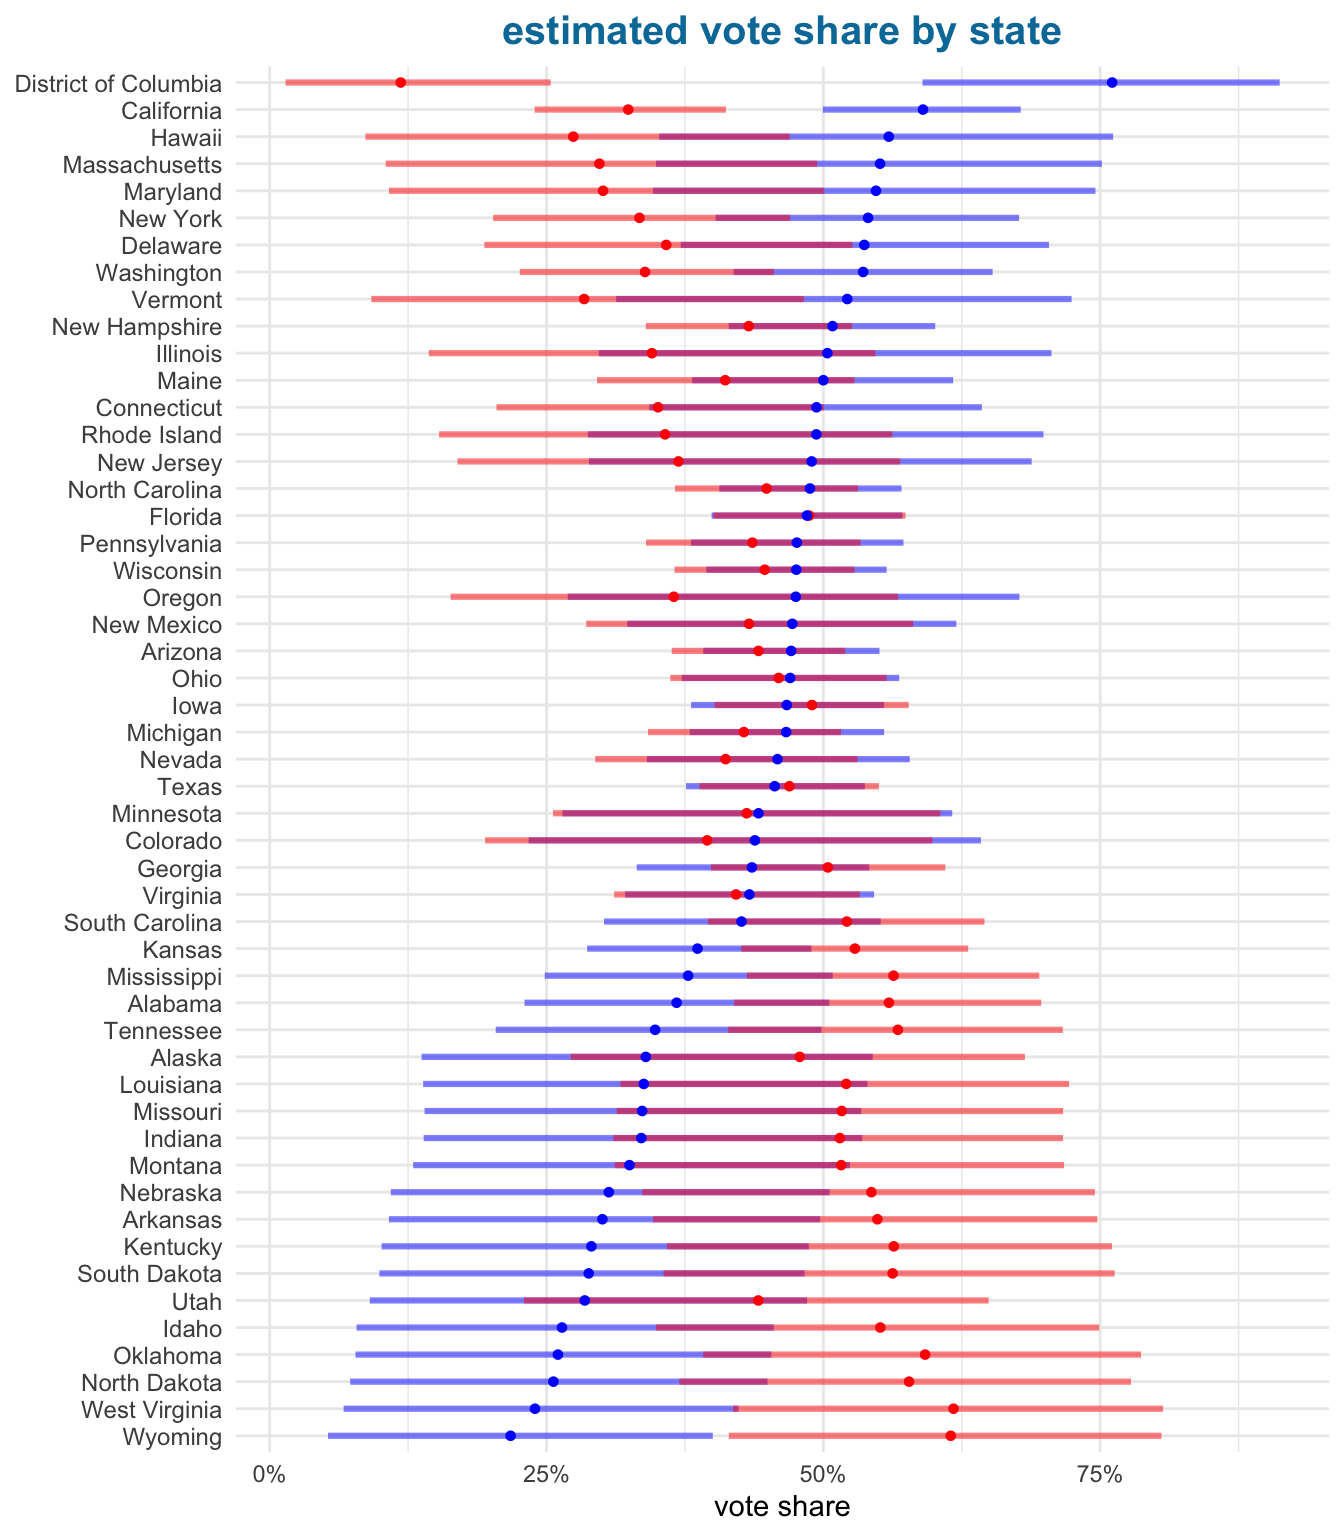 estimated vote share by state
District of Columbia
California
Hawaii
Massachusetts
Maryland
New York
Delaware
Washington
Vermont
New Hampshire
Illinois
Maine
Connecticut
Rhode Island
New Jersey
North Carolina
Florida
Pennsylvania
Wisconsin
Oregon
New Mexico
Arizona
Ohio
Iowa
Michigan
Nevada
Texas
Minnesota
Colorado
Georgia
Virginia
South Carolina
Kansas
Mississippi
Alabama
Tennessee
Alaska
Louisiana
Missouri
Indiana
Montana
Nebraska
Arkansas
Kentucky
South Dakota
Utah
Idaho
Oklahoma
North Dakota
West Virginia
Wyoming
0% 25% 50% 75%
vote share